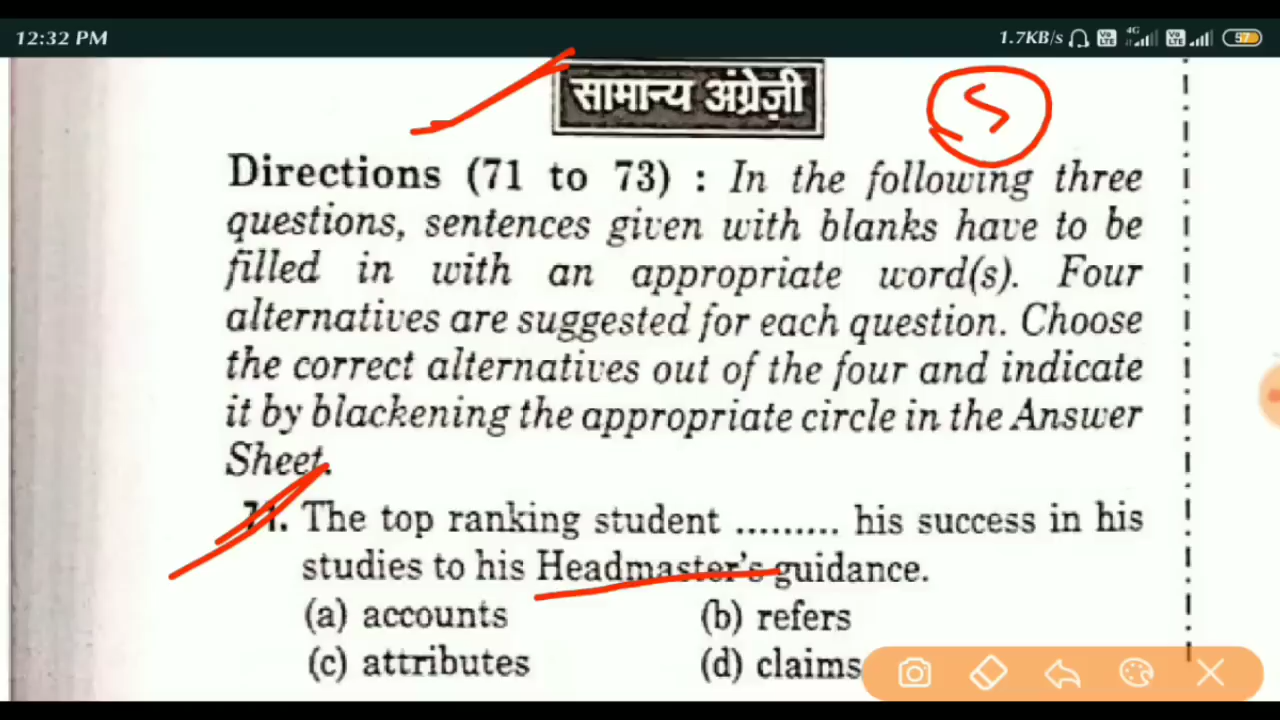 12:32 PM
1.7KB/s 4G 57
सामान्य अंग्रेज़ी
S
Directions (71 to 73) : In the following three
questions, sentences given with blanks have to be
filled in with an appropriate word(s). Four
alternatives are suggested for each question. Choose
the correct alternatives out of the four and indicate
it by blackening the appropriate circle in the Answer
Sheet.
71. The top ranking student ......... his success in his
studies to his Headmaster's guidance.
(a) accounts (b) refers
(c) attributes (d) claims